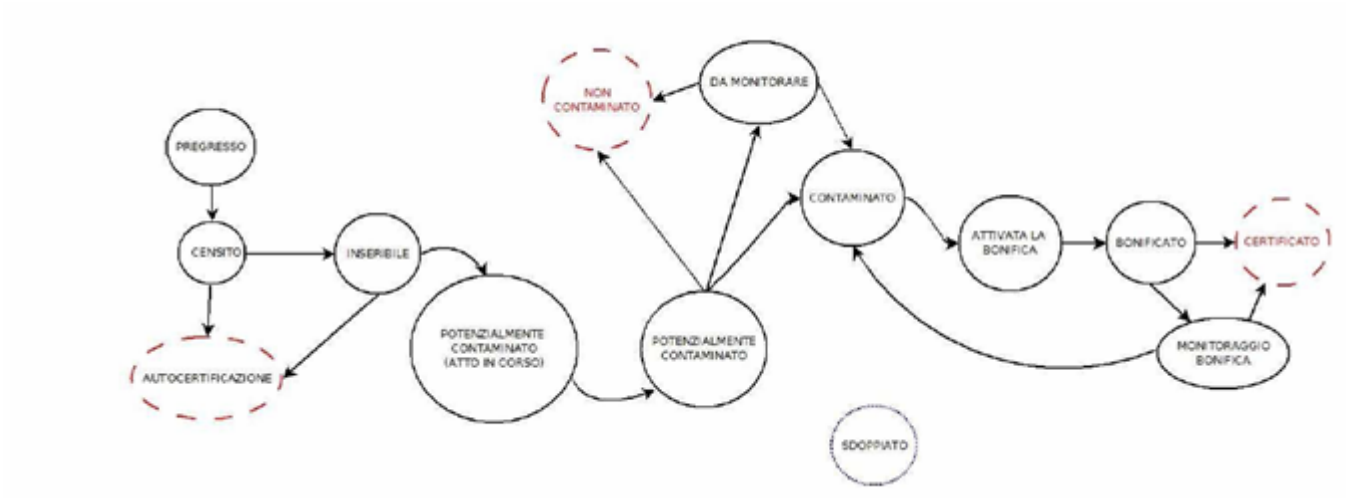 NON
CONTAMINATO
DA MONITORARE
PREGRESSO
CONTAMINATO
CENSITO
INSERIBILE
ATTIVATA LA
BONIFICA
BONIFICATO
CERTIFICATO
POTENZIALMENTE
CONTAMINATO
(ATTO IN CORSO)
POTENZIALMENTE
CONTAMINATO
MONITORAGGIO
BONIFICA
AUTOCERTIFICAZIONE
SDOPPIATO